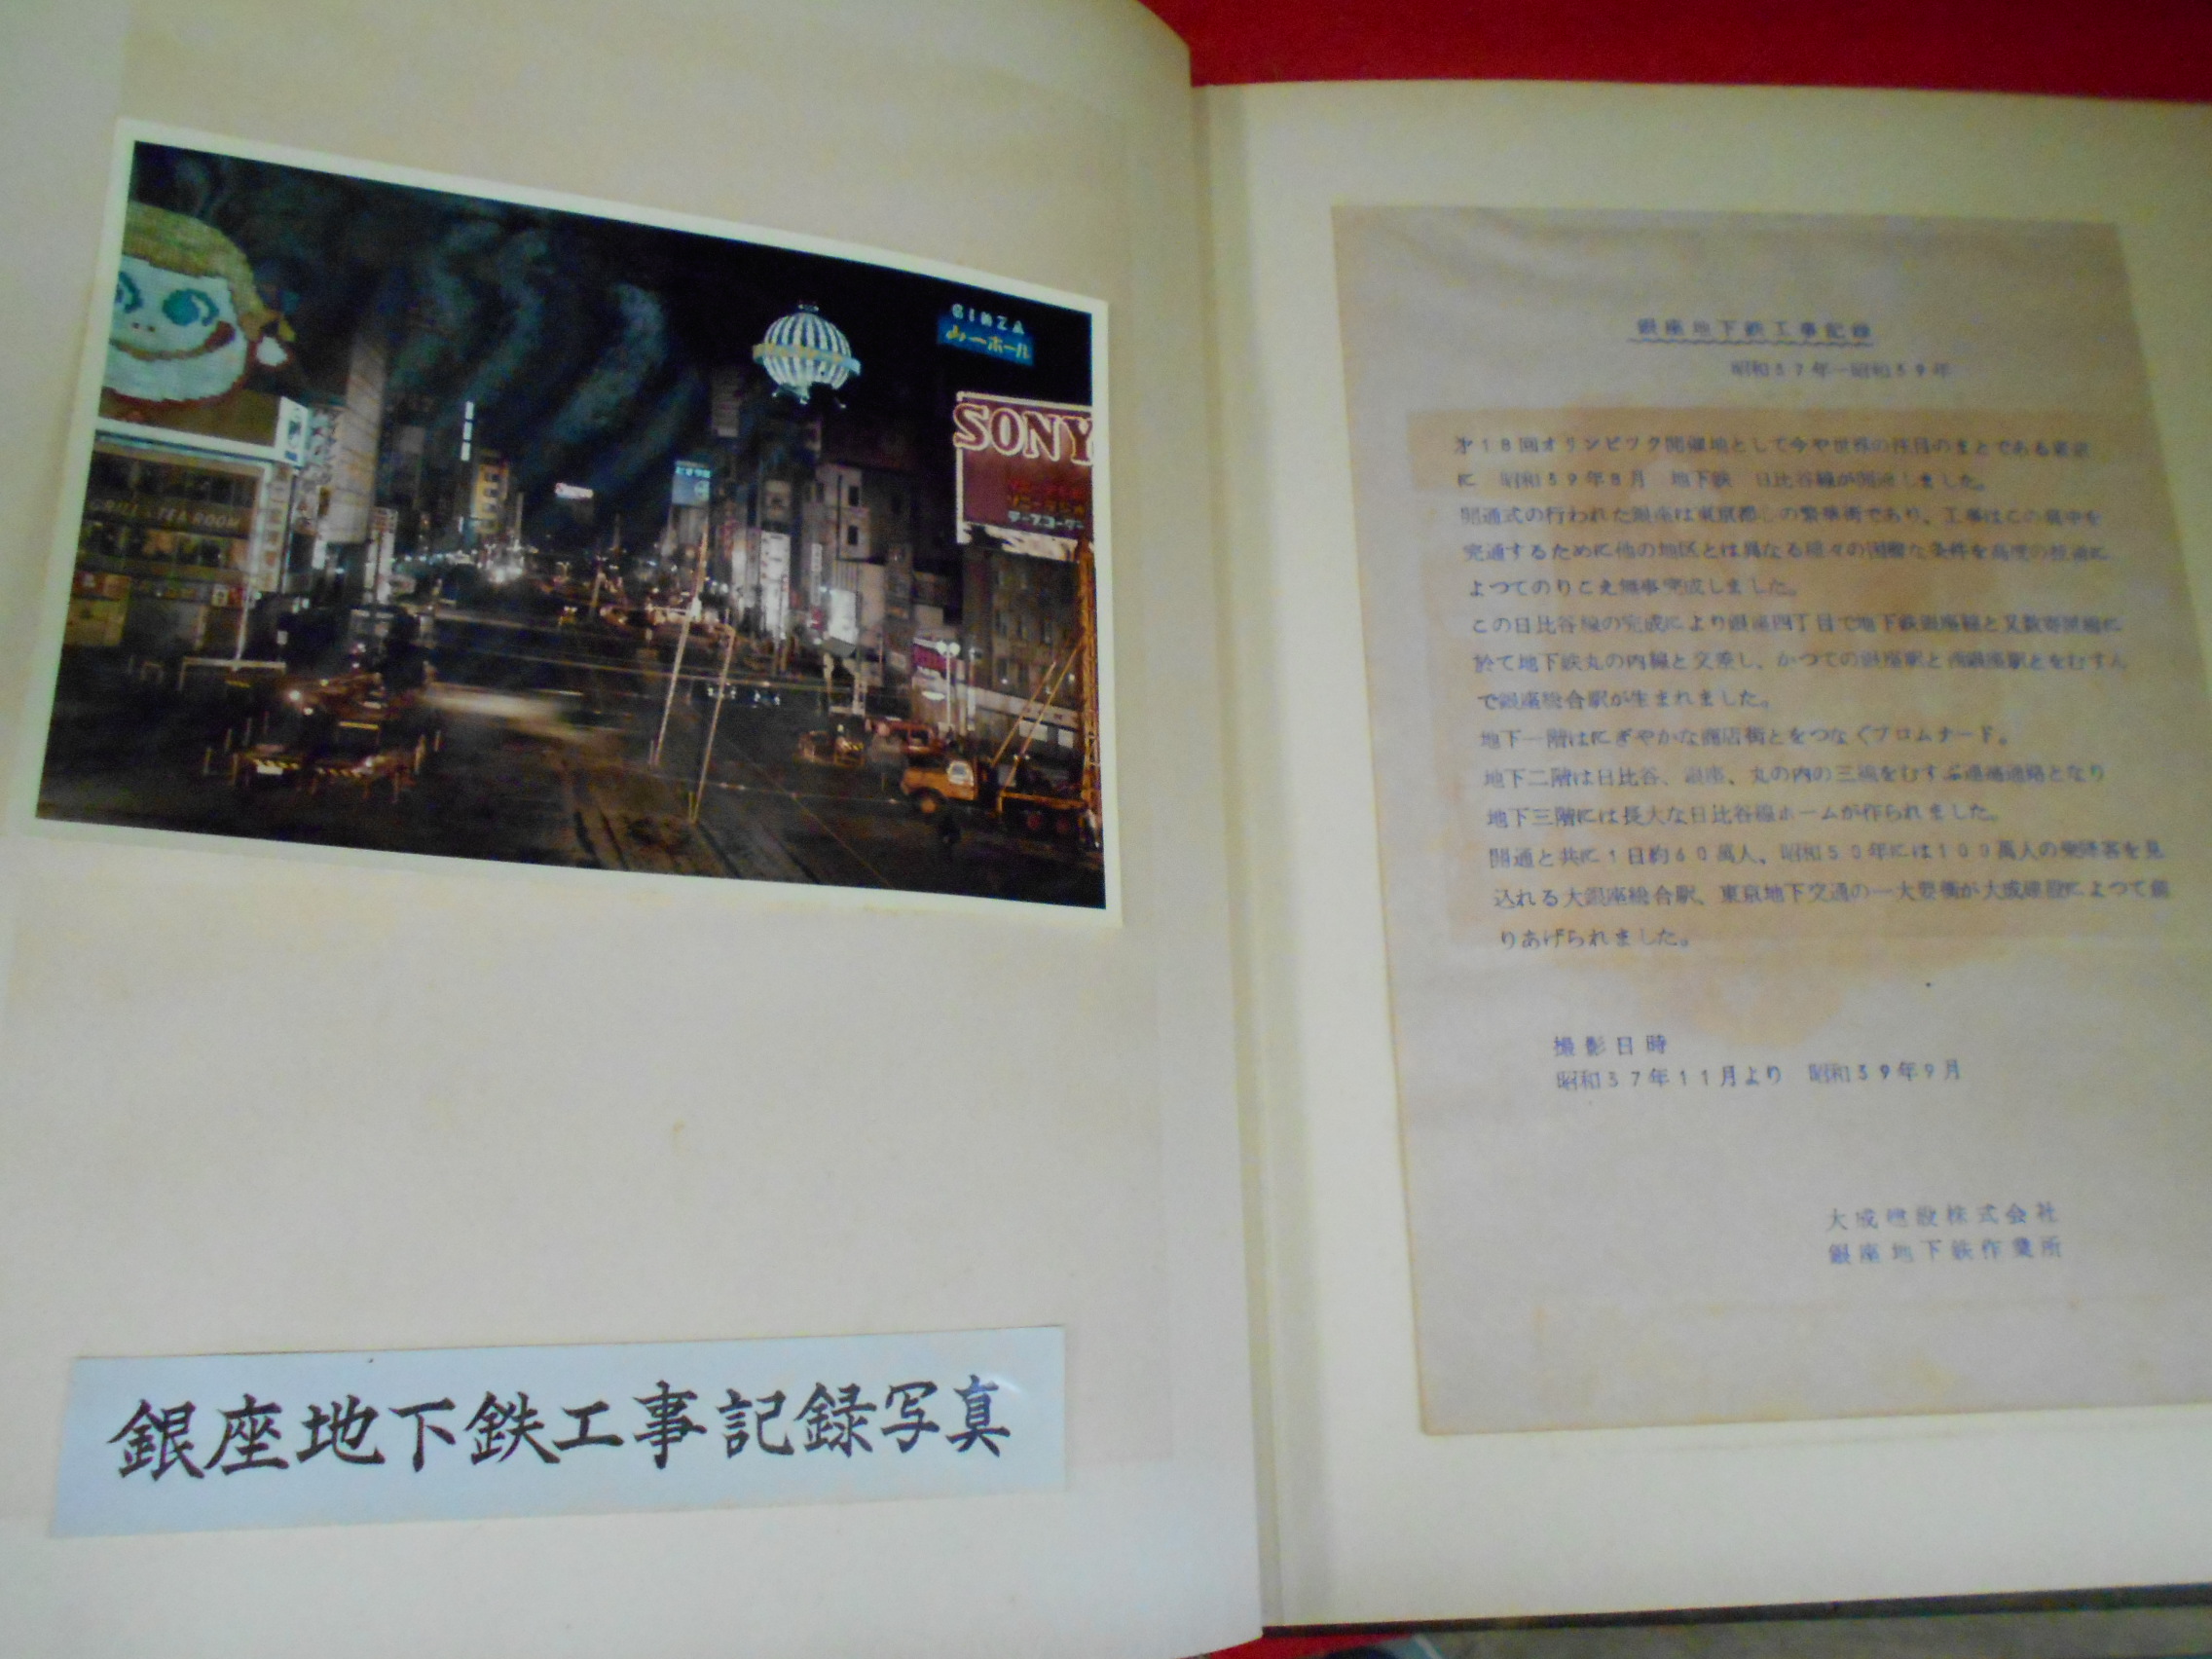 GINZA
山一ホール
SONY
ソニーラジオ
テープコーダー
GRILL & TEA ROOM
銀座地下鉄工事記録写真
銀座地下鉄工事記録
昭和37年―昭和39年
才18回オリンピツク開催地として今や世界の注目のまとである東京
に 昭和39年8月 地下鉄 日比谷線が開通しました。
開通式の行われた銀座は東京都心の繁華街であり、工事はこの真中を
完通するために他の地区とは異なる種々の困難な条件を高度の技術に
よつてのりこえ無事完成しました。
この日比谷線の完成により銀座四丁目で地下鉄銀座線と又数寄屋橋に
於て地下鉄丸の内線と交差し、かつての銀座駅と西銀座駅とをむすん
で銀座総合駅が生まれました。
地下一階はにぎやかな商店街とをつなぐプロムナード。
地下二階は日比谷、銀座、丸の内の三線をむすぶ連絡通路となり
地下三階には長大な日比谷線ホームが作られました。
開通と共に1日約60萬人、昭和50年には100萬人の乗降客を見
込れる大銀座総合駅、東京地下交通の一大要衝が大成建設によつて創
りあげられました。
撮影日時
昭和37年11月より 昭和39年9月
大成建設株式会社
銀座地下鉄作業所